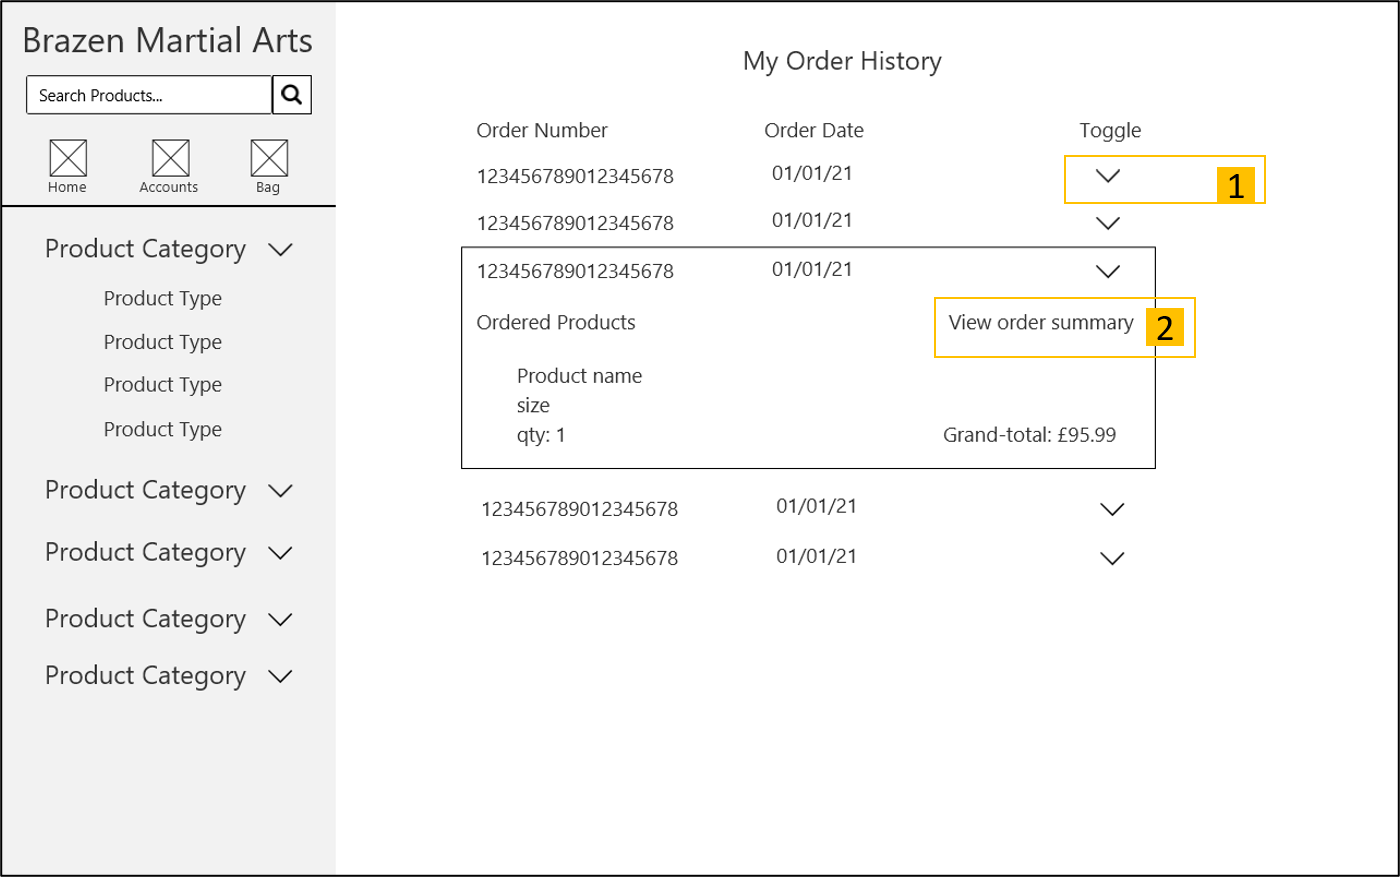 Brazen Martial Arts
Search Products...
Home Accounts Bag
Product Category
Product Type
Product Type
Product Type
Product Type
Product Category
Product Category
Product Category
Product Category
My Order History
Order Number Order Date Toggle
123456789012345678 01/01/21 1
123456789012345678 01/01/21
123456789012345678 01/01/21
Ordered Products View order summary 2
Product name
size
qty: 1 Grand-total: £95.99
123456789012345678 01/01/21
123456789012345678 01/01/21